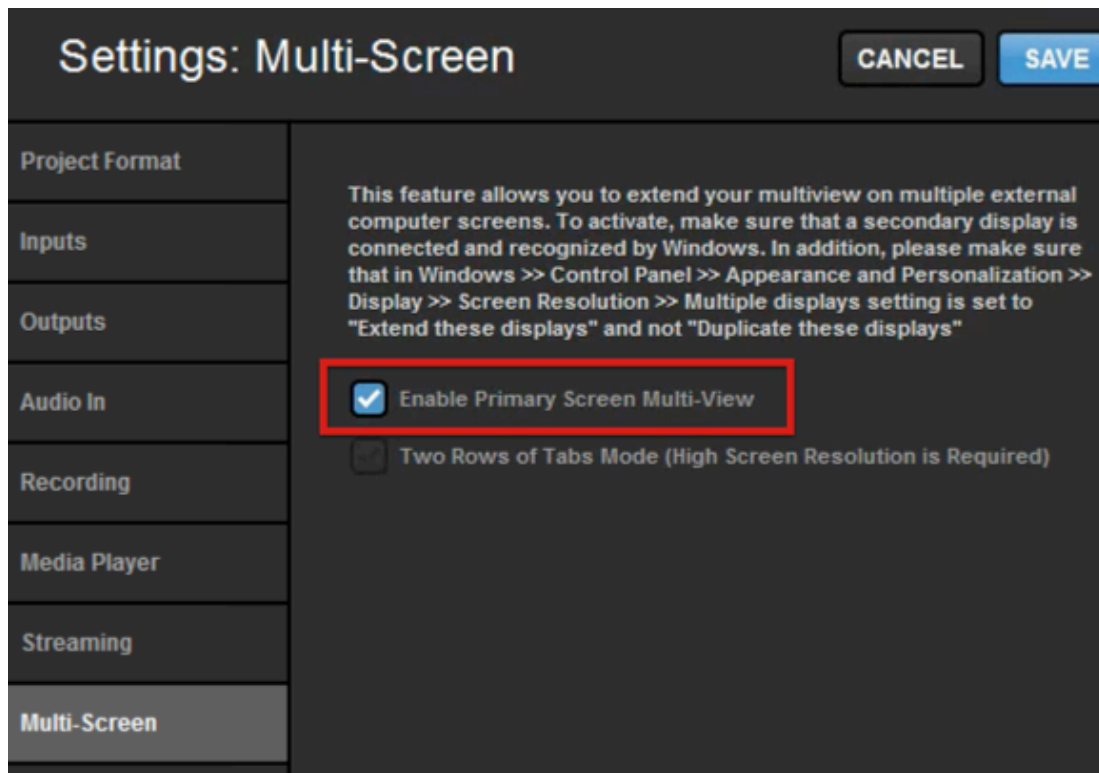 Settings: Multi-Screen
CANCEL
SAVE
Project Format
Inputs
Outputs
Audio In
Recording
Media Player
Streaming
Multi-Screen
This feature allows you to extend your multiview on multiple external
computer screens. To activate, make sure that a secondary display is
connected and recognized by Windows. In addition, please make sure
that in Windows >> Control Panel >> Appearance and Personalization >>
Display >> Screen Resolution >> Multiple displays setting is set to
"Extend these displays" and not "Duplicate these displays"
Enable Primary Screen Multi-View
Two Rows of Tabs Mode (High Screen Resolution is Required)